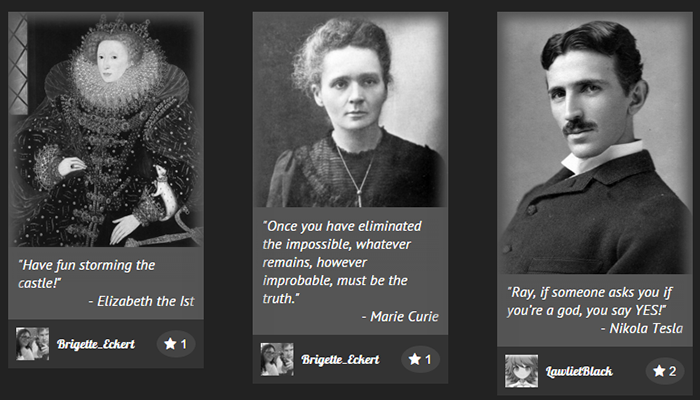 "Have fun storming the
castle!"
- Elizabeth the Ist
Brigette_Eckert
1
"Once you have eliminated
the impossible, whatever
remains, however
improbable, must be the
truth."
- Marie Curie
Brigette_Eckert
1
"Ray, if someone asks you if
you're a god, you say YES!"
- Nikola Tesla
LawlietBlack
2